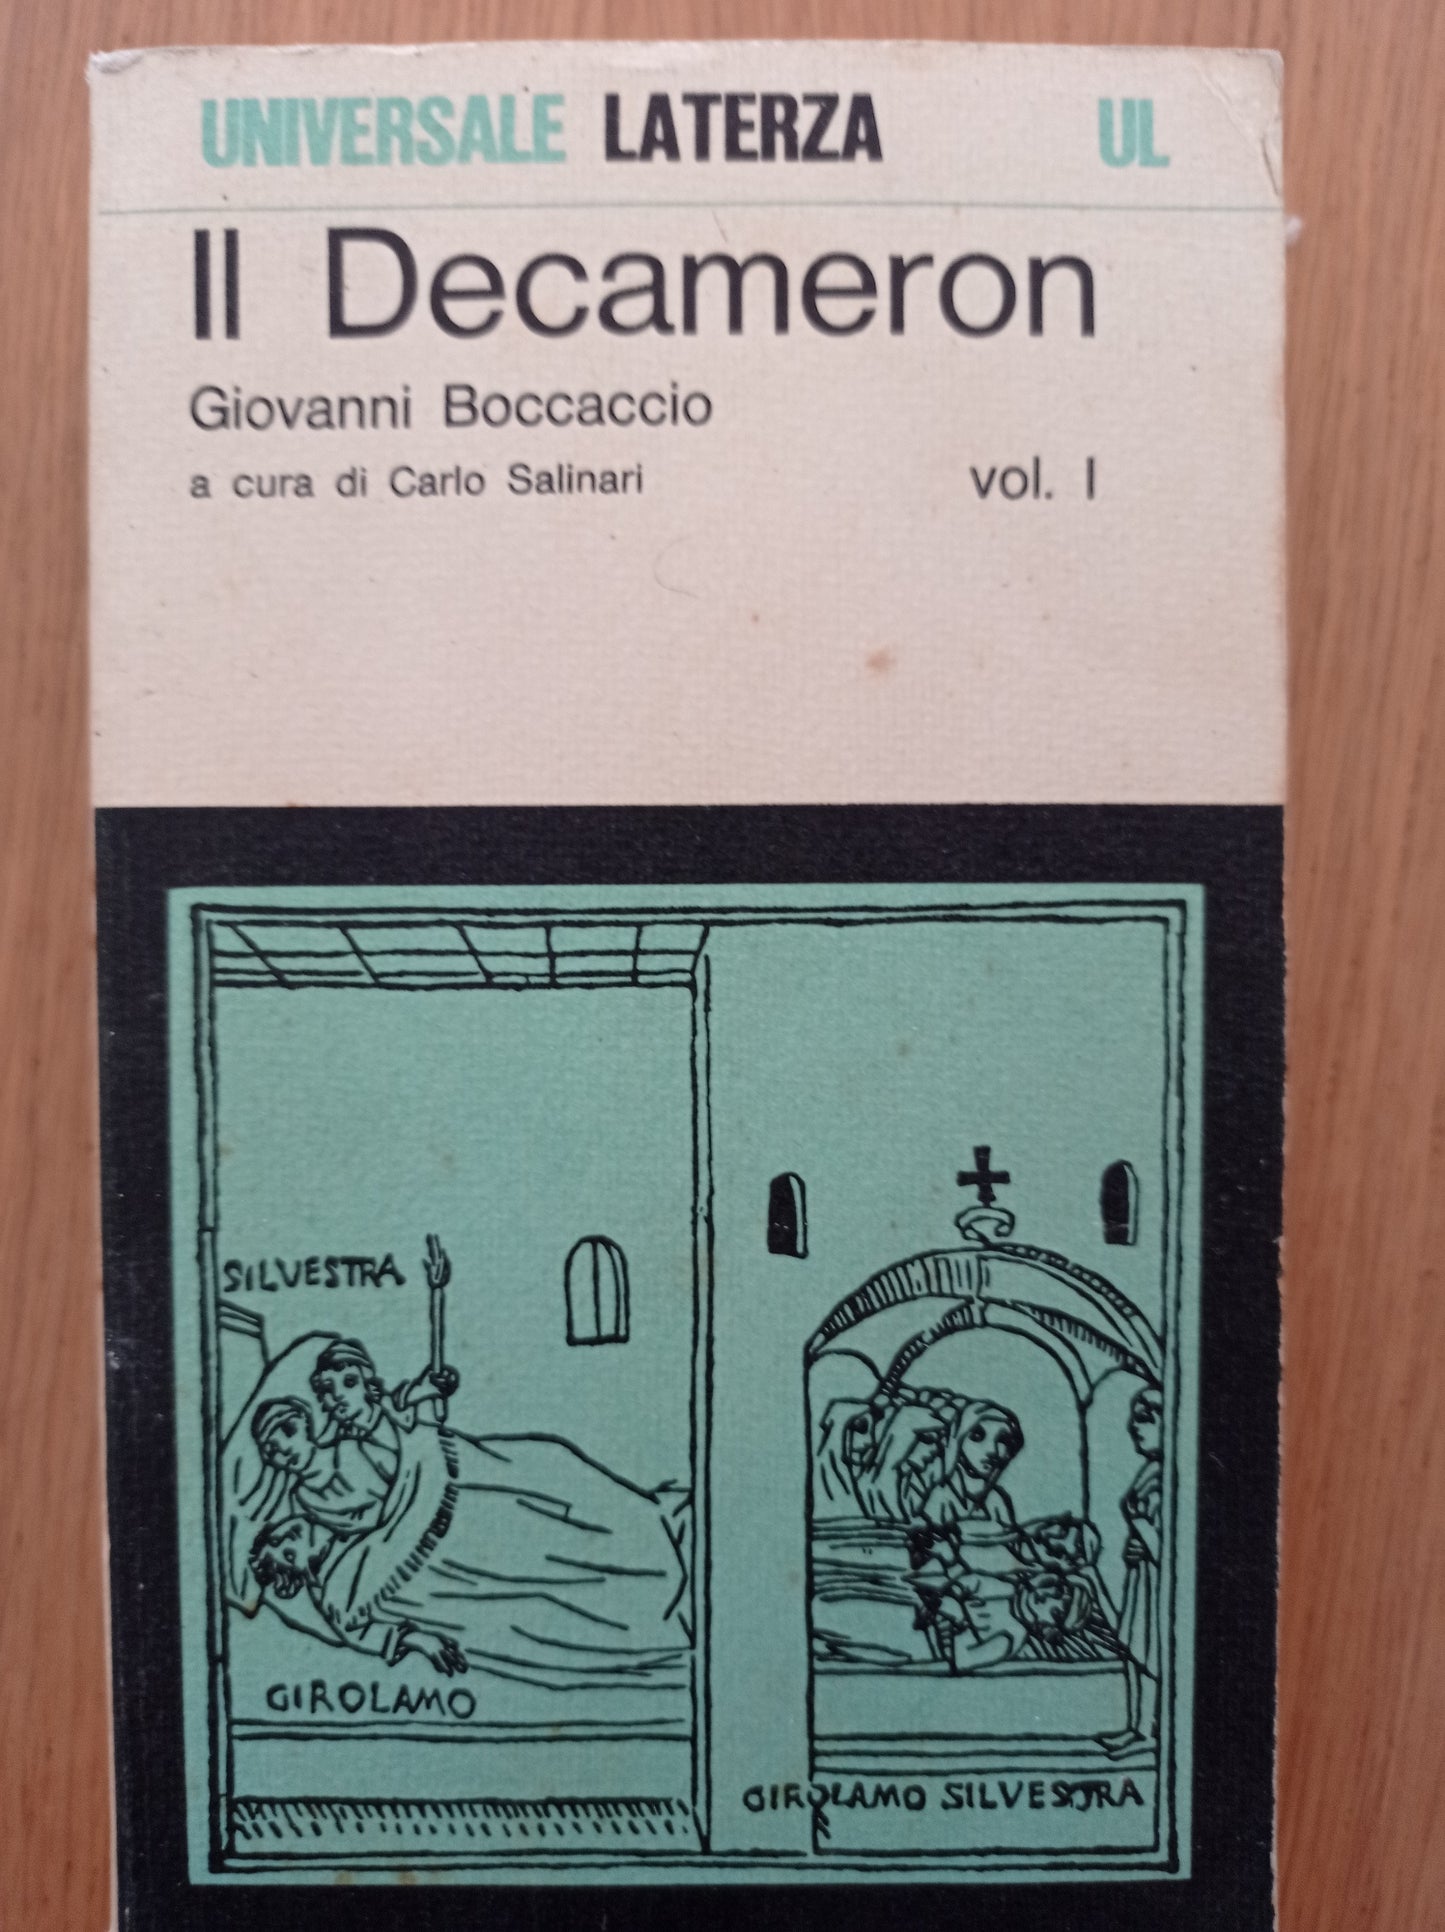 UNIVERSALE LATERZA UL
Il Decameron
Giovanni Boccaccio
a cura di Carlo Salinari vol. I
SILVESTRA
GIROLAMO
GIROLAMO SILVESTRA